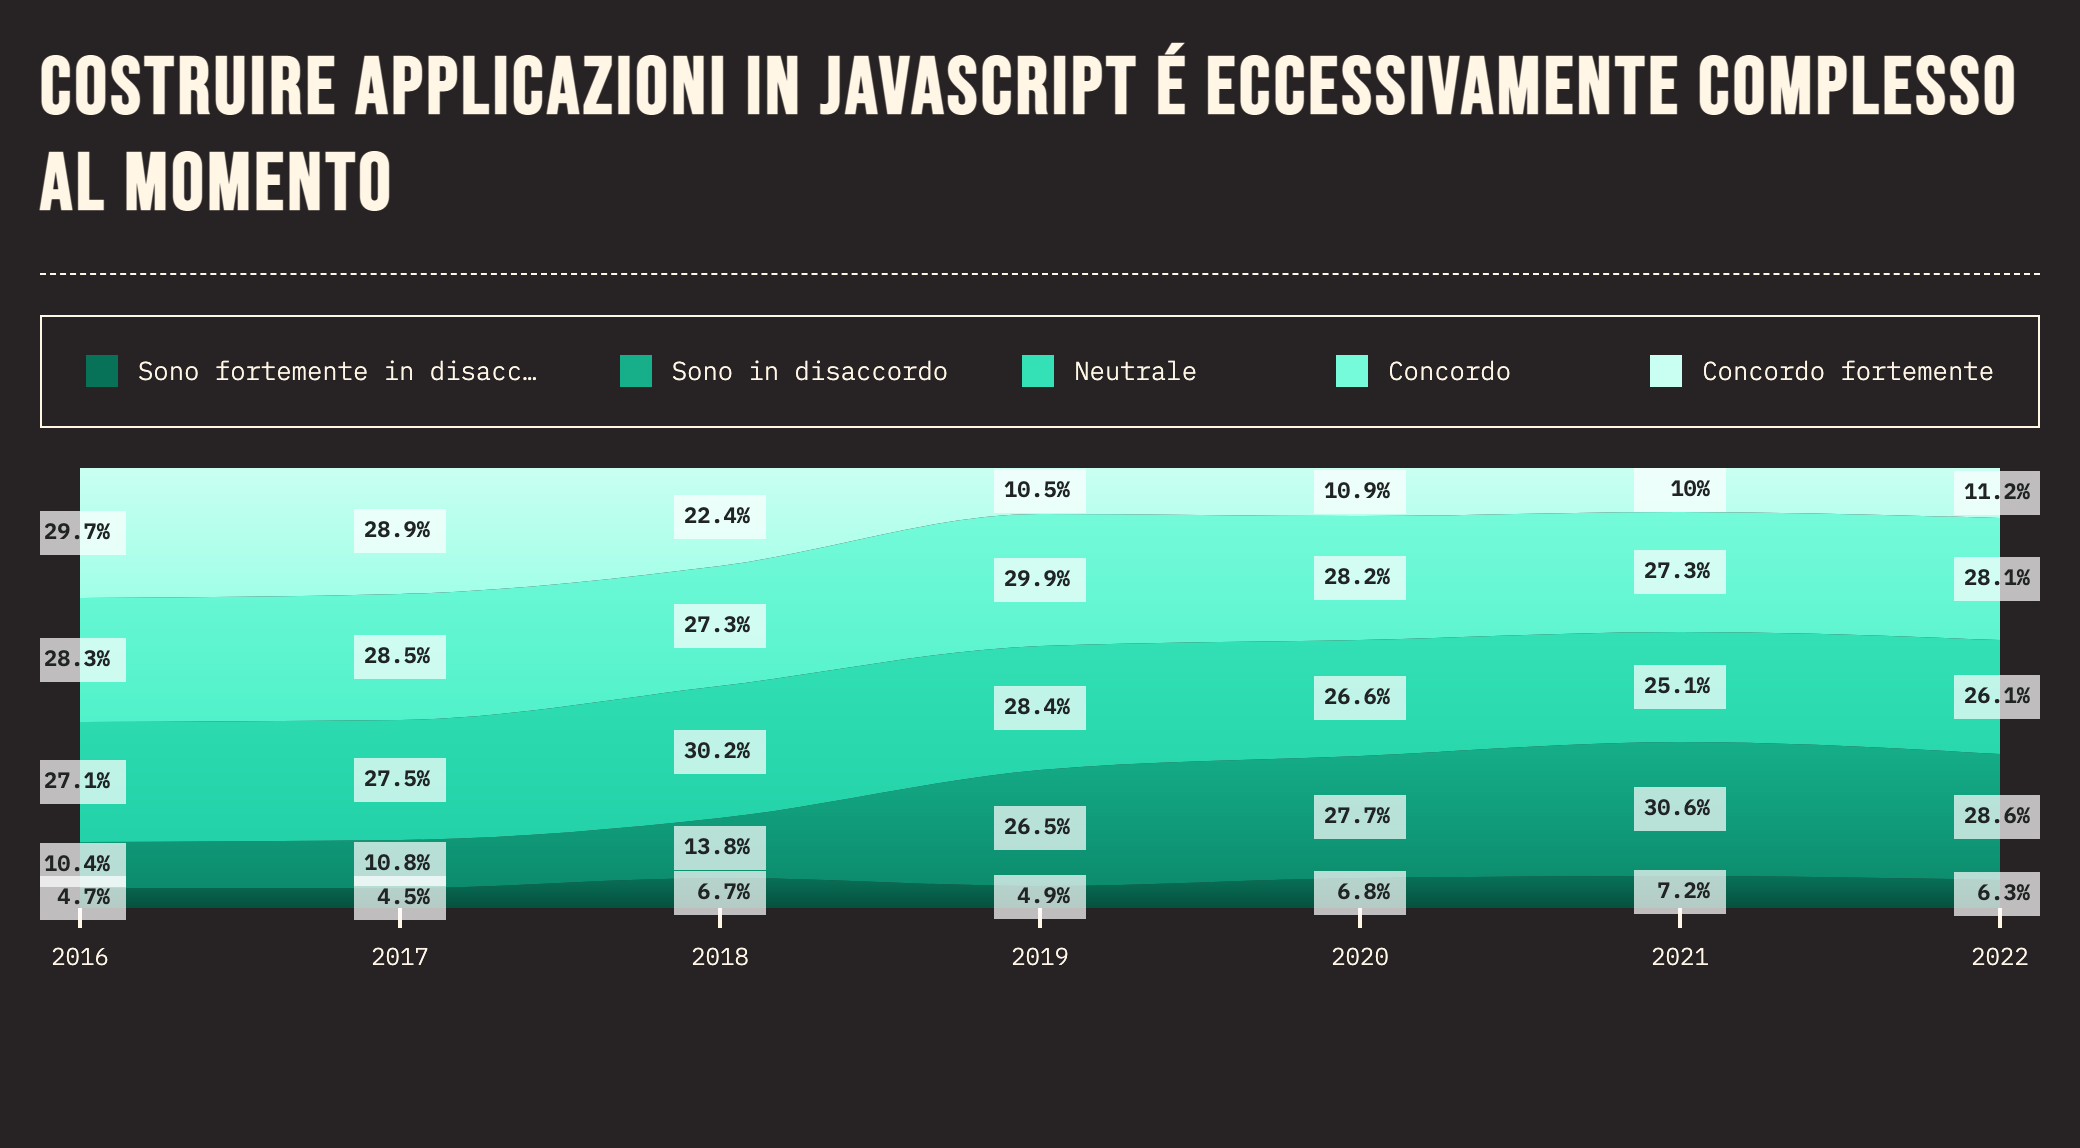 COSTRUIRE APPLICAZIONI IN JAVASCRIPT É ECCESSIVAMENTE COMPLESSO
AL MOMENTO
Sono fortemente in disacc… Sono in disaccordo Neutrale Concordo Concordo fortemente
29.7% 28.9% 22.4% 10.5% 10.9% 10% 11.2%
28.3% 28.5% 27.3% 29.9% 28.2% 27.3% 28.1%
27.1% 27.5% 30.2% 28.4% 26.6% 25.1% 26.1%
10.4% 10.8% 13.8% 26.5% 27.7% 30.6% 28.6%
4.7% 4.5% 6.7% 4.9% 6.8% 7.2% 6.3%
2016 2017 2018 2019 2020 2021 2022